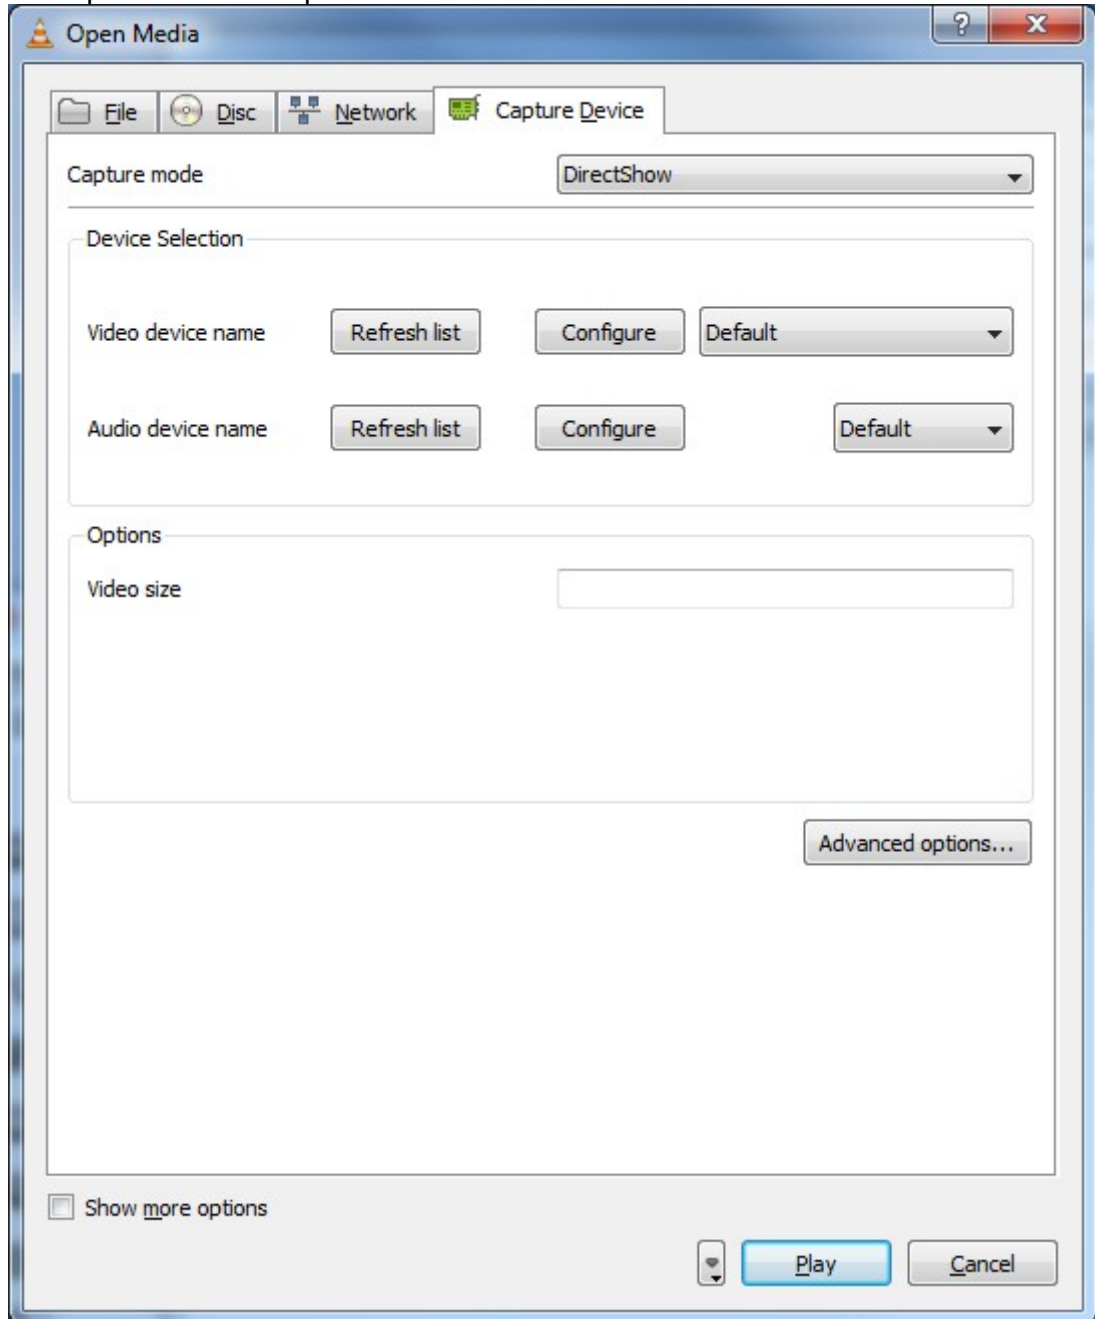 Open Media
File Disc Network Capture Device
Capture mode DirectShow
Device Selection
Video device name Refresh list Configure Default
Audio device name Refresh list Configure Default
Options
Video size
Advanced options...
Show more options
Play Cancel